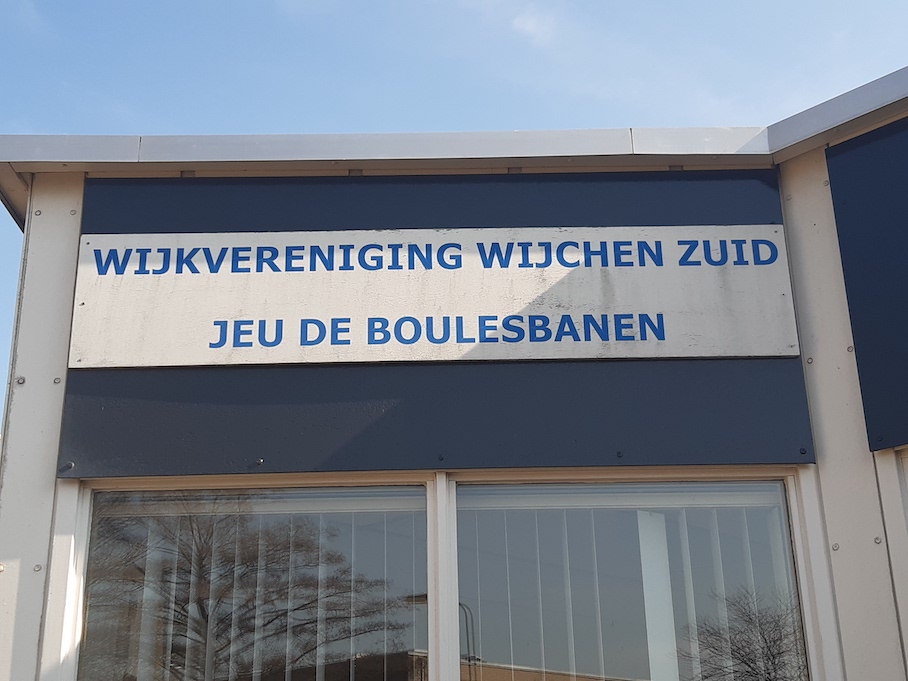 WIJKVERENIGING WIJCHEN ZUID
JEU DE BOULESBANEN